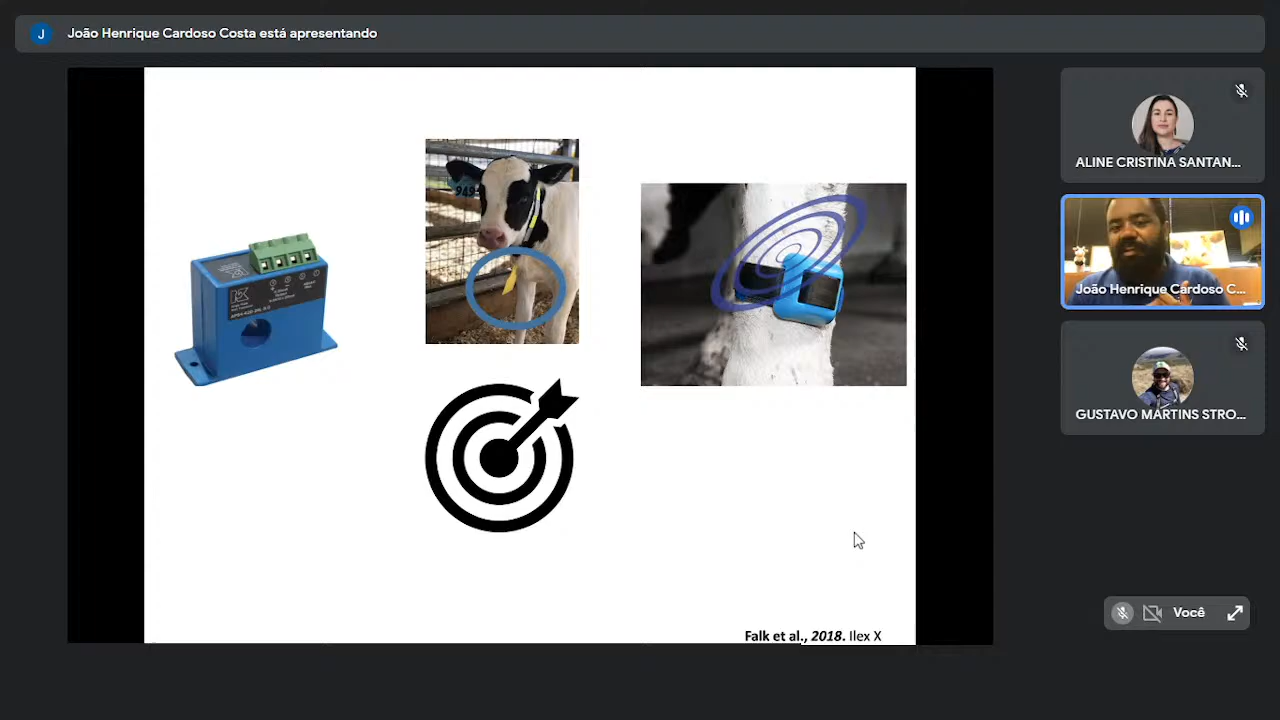 J
João Henrique Cardoso Costa está apresentando
949
ALINE CRISTINA SANTAN...
João Henrique Cardoso C...
GUSTAVO MARTINS STRO...
Você
Falk et al., 2018. Ilex X